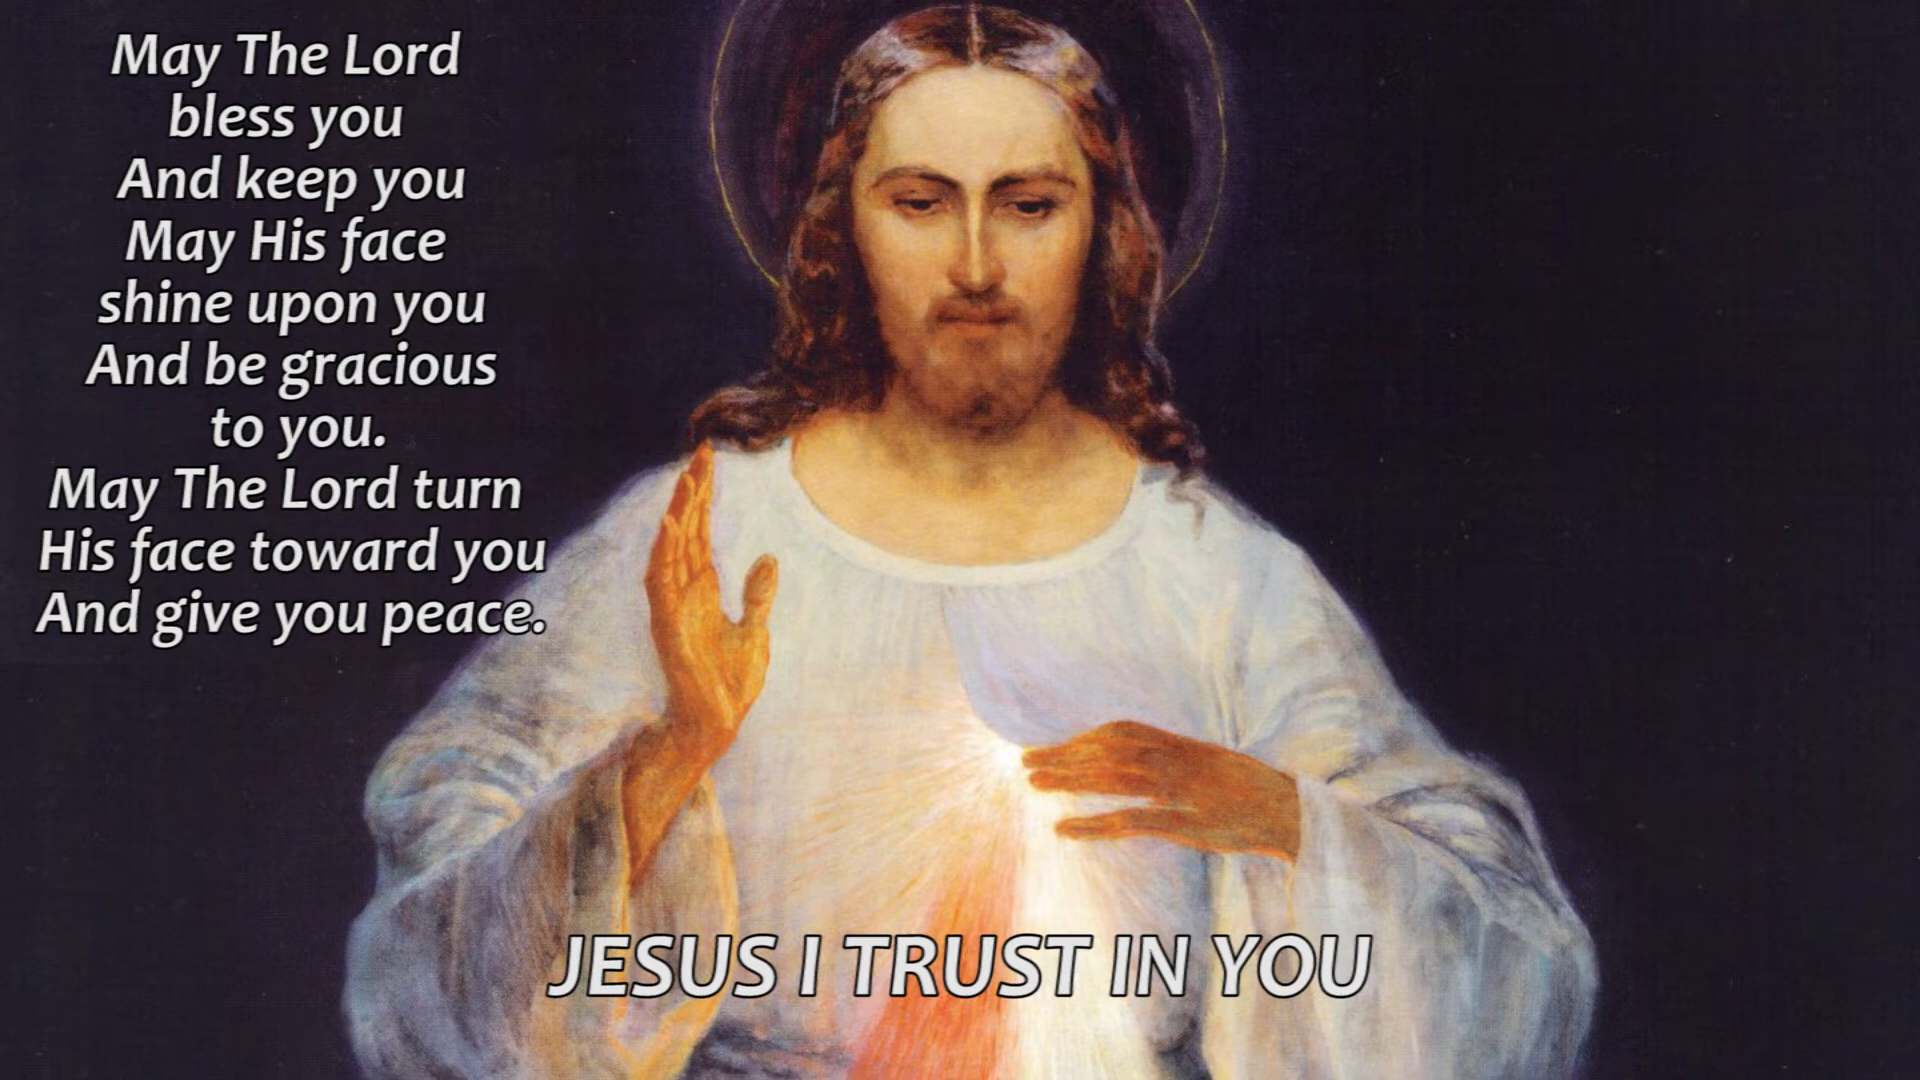 May The Lord
bless you
And keep you
May His face
shine upon you
And be gracious
to you.
May The Lord turn
His face toward you
And give you peace.
JESUS I TRUST IN YOU